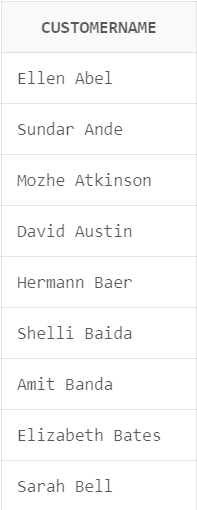 CUSTOMERNAME
Ellen Abel
Sundar Ande
Mozhe Atkinson
David Austin
Hermann Baer
Shelli Baida
Amit Banda
Elizabeth Bates
Sarah Bell